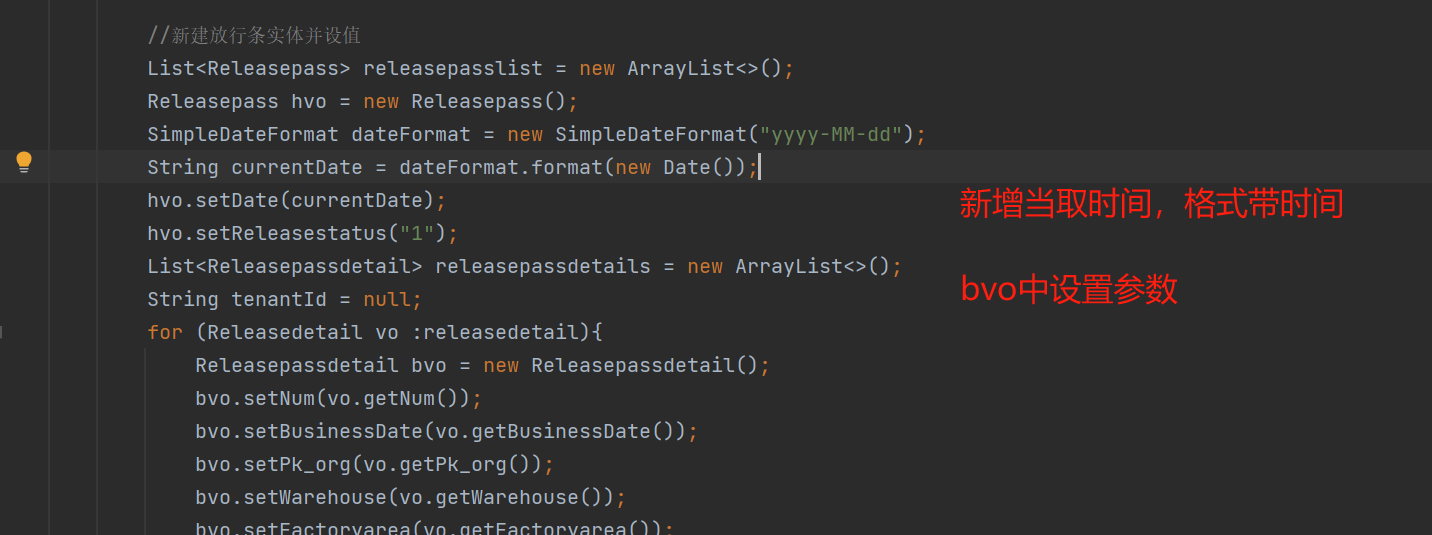 //新建放行条实体并设值
List<Releasepass> releasepasslist = new ArrayList<>();
Releasepass hvo = new Releasepass();
SimpleDateFormat dateFormat = new SimpleDateFormat("yyyy-MM-dd");
String currentDate = dateFormat.format(new Date());
hvo.setDate(currentDate);
新增当取时间，格式带时间
hvo.setReleasestatus("1");
List<Releasepassdetail> releasepassdetails = new ArrayList<>();
bvo中设置参数
String tenantId = null;
for (Releasedetail vo :releasedetail){
Releasepassdetail bvo = new Releasepassdetail();
bvo.setNum(vo.getNum());
bvo.setBusinessDate(vo.getBusinessDate());
bvo.setPk_org(vo.getPk_org());
bvo.setWarehouse(vo.getWarehouse());
bvo.setFactoryarea(vo.getFactoryarea());